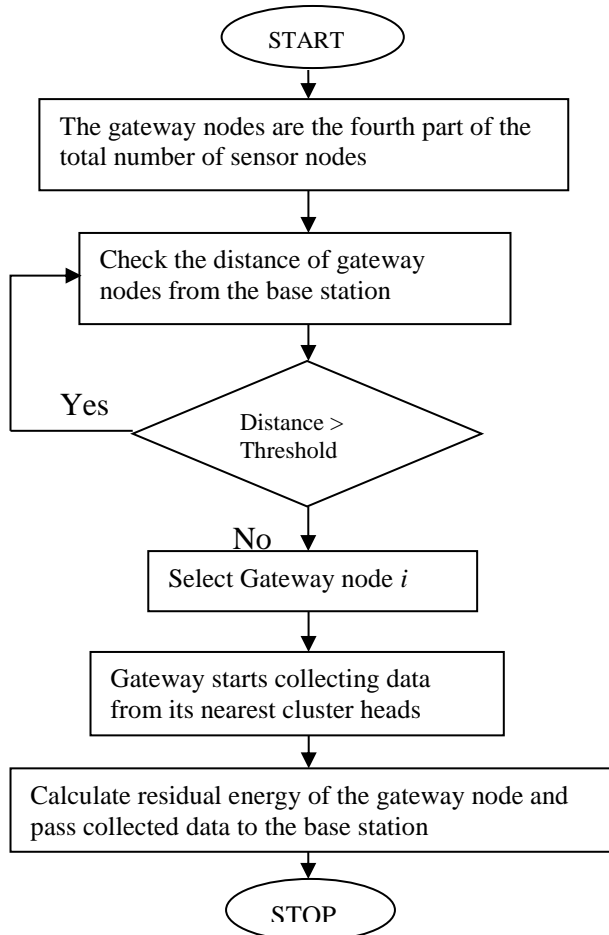 START
The gateway nodes are the fourth part of the
total number of sensor nodes
Check the distance of gateway
nodes from the base station
Yes
Distance >
Threshold
No
Select Gateway node i
Gateway starts collecting data
from its nearest cluster heads
Calculate residual energy of the gateway node and
pass collected data to the base station
STOP